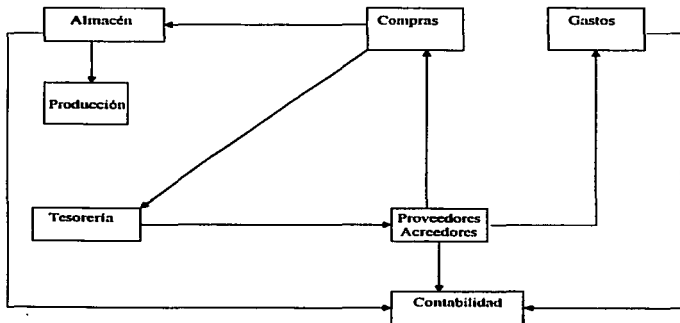 Almacén
Compras
Gastos
Producción
Tesorería
Proveedores
Acreedores
Contabilidad